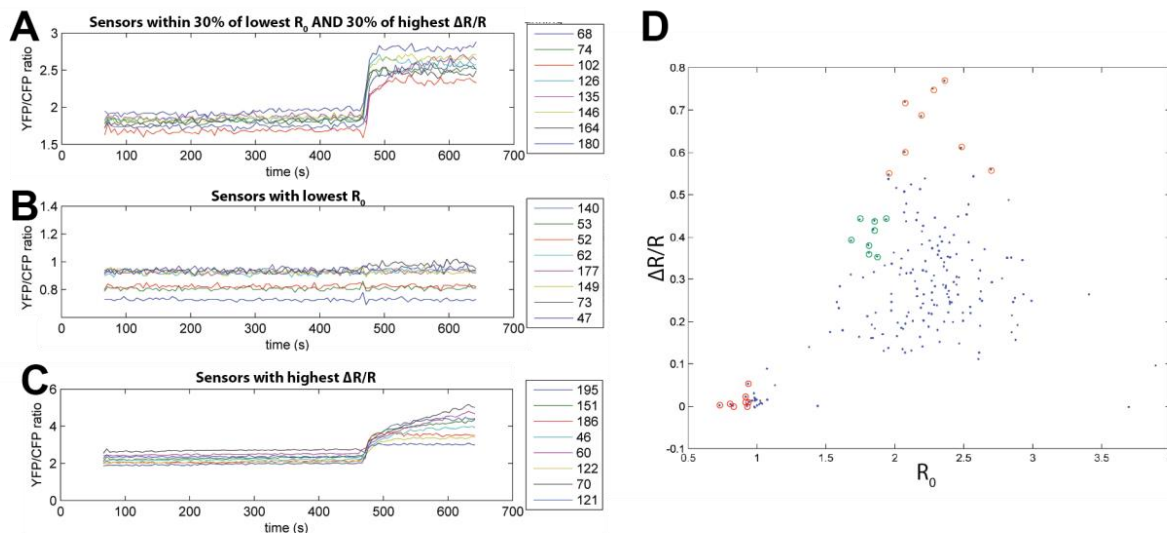 A
Sensors within 30% of lowest R0 AND 30% of highest ΔR/R
YFP/CFP ratio
3
2.5
2
1.5
0 100 200 300 400 500 600 700
time (s)
68
74
102
126
135
146
164
180
B
Sensors with lowest R0
YFP/CFP ratio
1.4
1.2
1
0.8
0.6
0 100 200 300 400 500 600 700
time (s)
140
53
52
62
177
149
73
47
C
Sensors with highest ΔR/R
YFP/CFP ratio
6
4
2
0
0 100 200 300 400 500 600 700
time (s)
195
151
186
46
60
122
70
121
D
ΔR/R
0.8
0.7
0.6
0.5
0.4
0.3
0.2
0.1
0
-0.1
0.5 1 1.5 2 2.5 3 3.5 4
R0